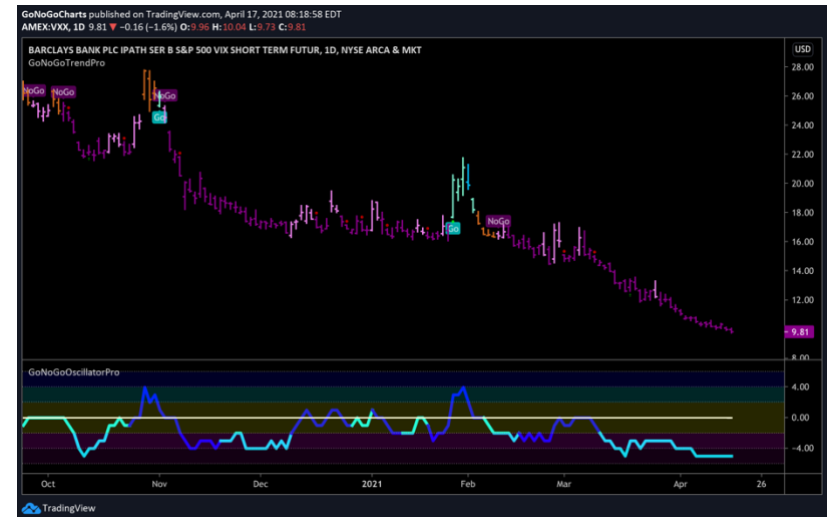 GoNoGoCharts published on TradingView.com, April 17, 2021 08:18:58 EDT
AMEX:VXX, 1D 9.81 ▼ −0.16 (−1.6%) O:9.96 H:10.04 L:9.73 C:9.81
BARCLAYS BANK PLC IPATH SER B S&P 500 VIX SHORT TERM FUTUR, 1D, NYSE ARCA & MKT
USD
GoNoGoTrendPro
28.00
NoGo NoGo NoGo
26.00
Go
24.00
22.00
20.00
18.00
NoGo
Go
16.00
14.00
12.00
9.81
8.00
GoNoGoOscillatorPro
4.00
0.00
−4.00
Oct Nov Dec 2021 Feb Mar Apr 26
TradingView